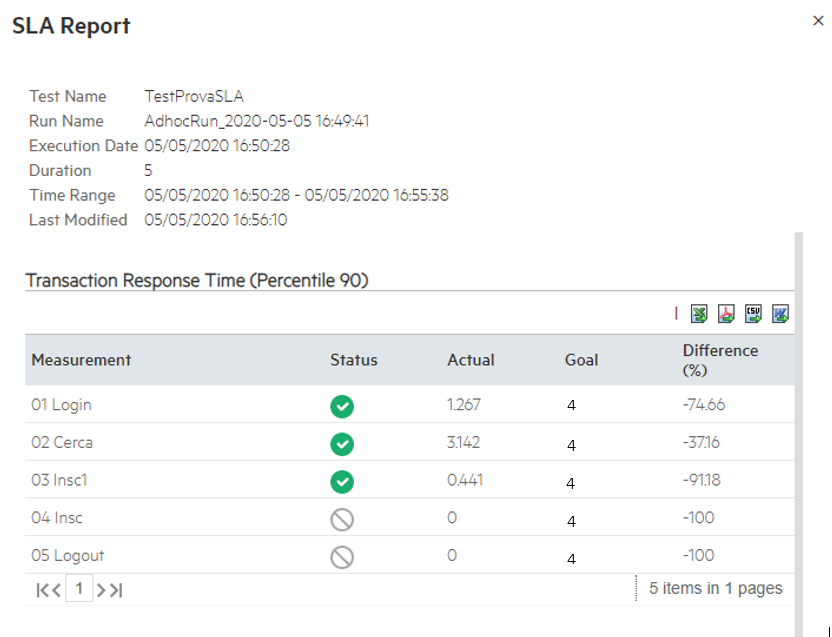 SLA Report
Test Name TestProvaSLA
Run Name AdhocRun_2020-05-05 16:49:41
Execution Date 05/05/2020 16:50:28
Duration 5
Time Range 05/05/2020 16:50:28 - 05/05/2020 16:55:38
Last Modified 05/05/2020 16:56:10
Transaction Response Time (Percentile 90)
CSV
Measurement Status Actual Goal Difference (%)
01 Login 1.267 4 -74.66
02 Cerca 3.142 4 -37.16
03 Insc1 0.441 4 -91.18
04 Insc 0 4 -100
05 Logout 0 4 -100
1 5 items in 1 pages